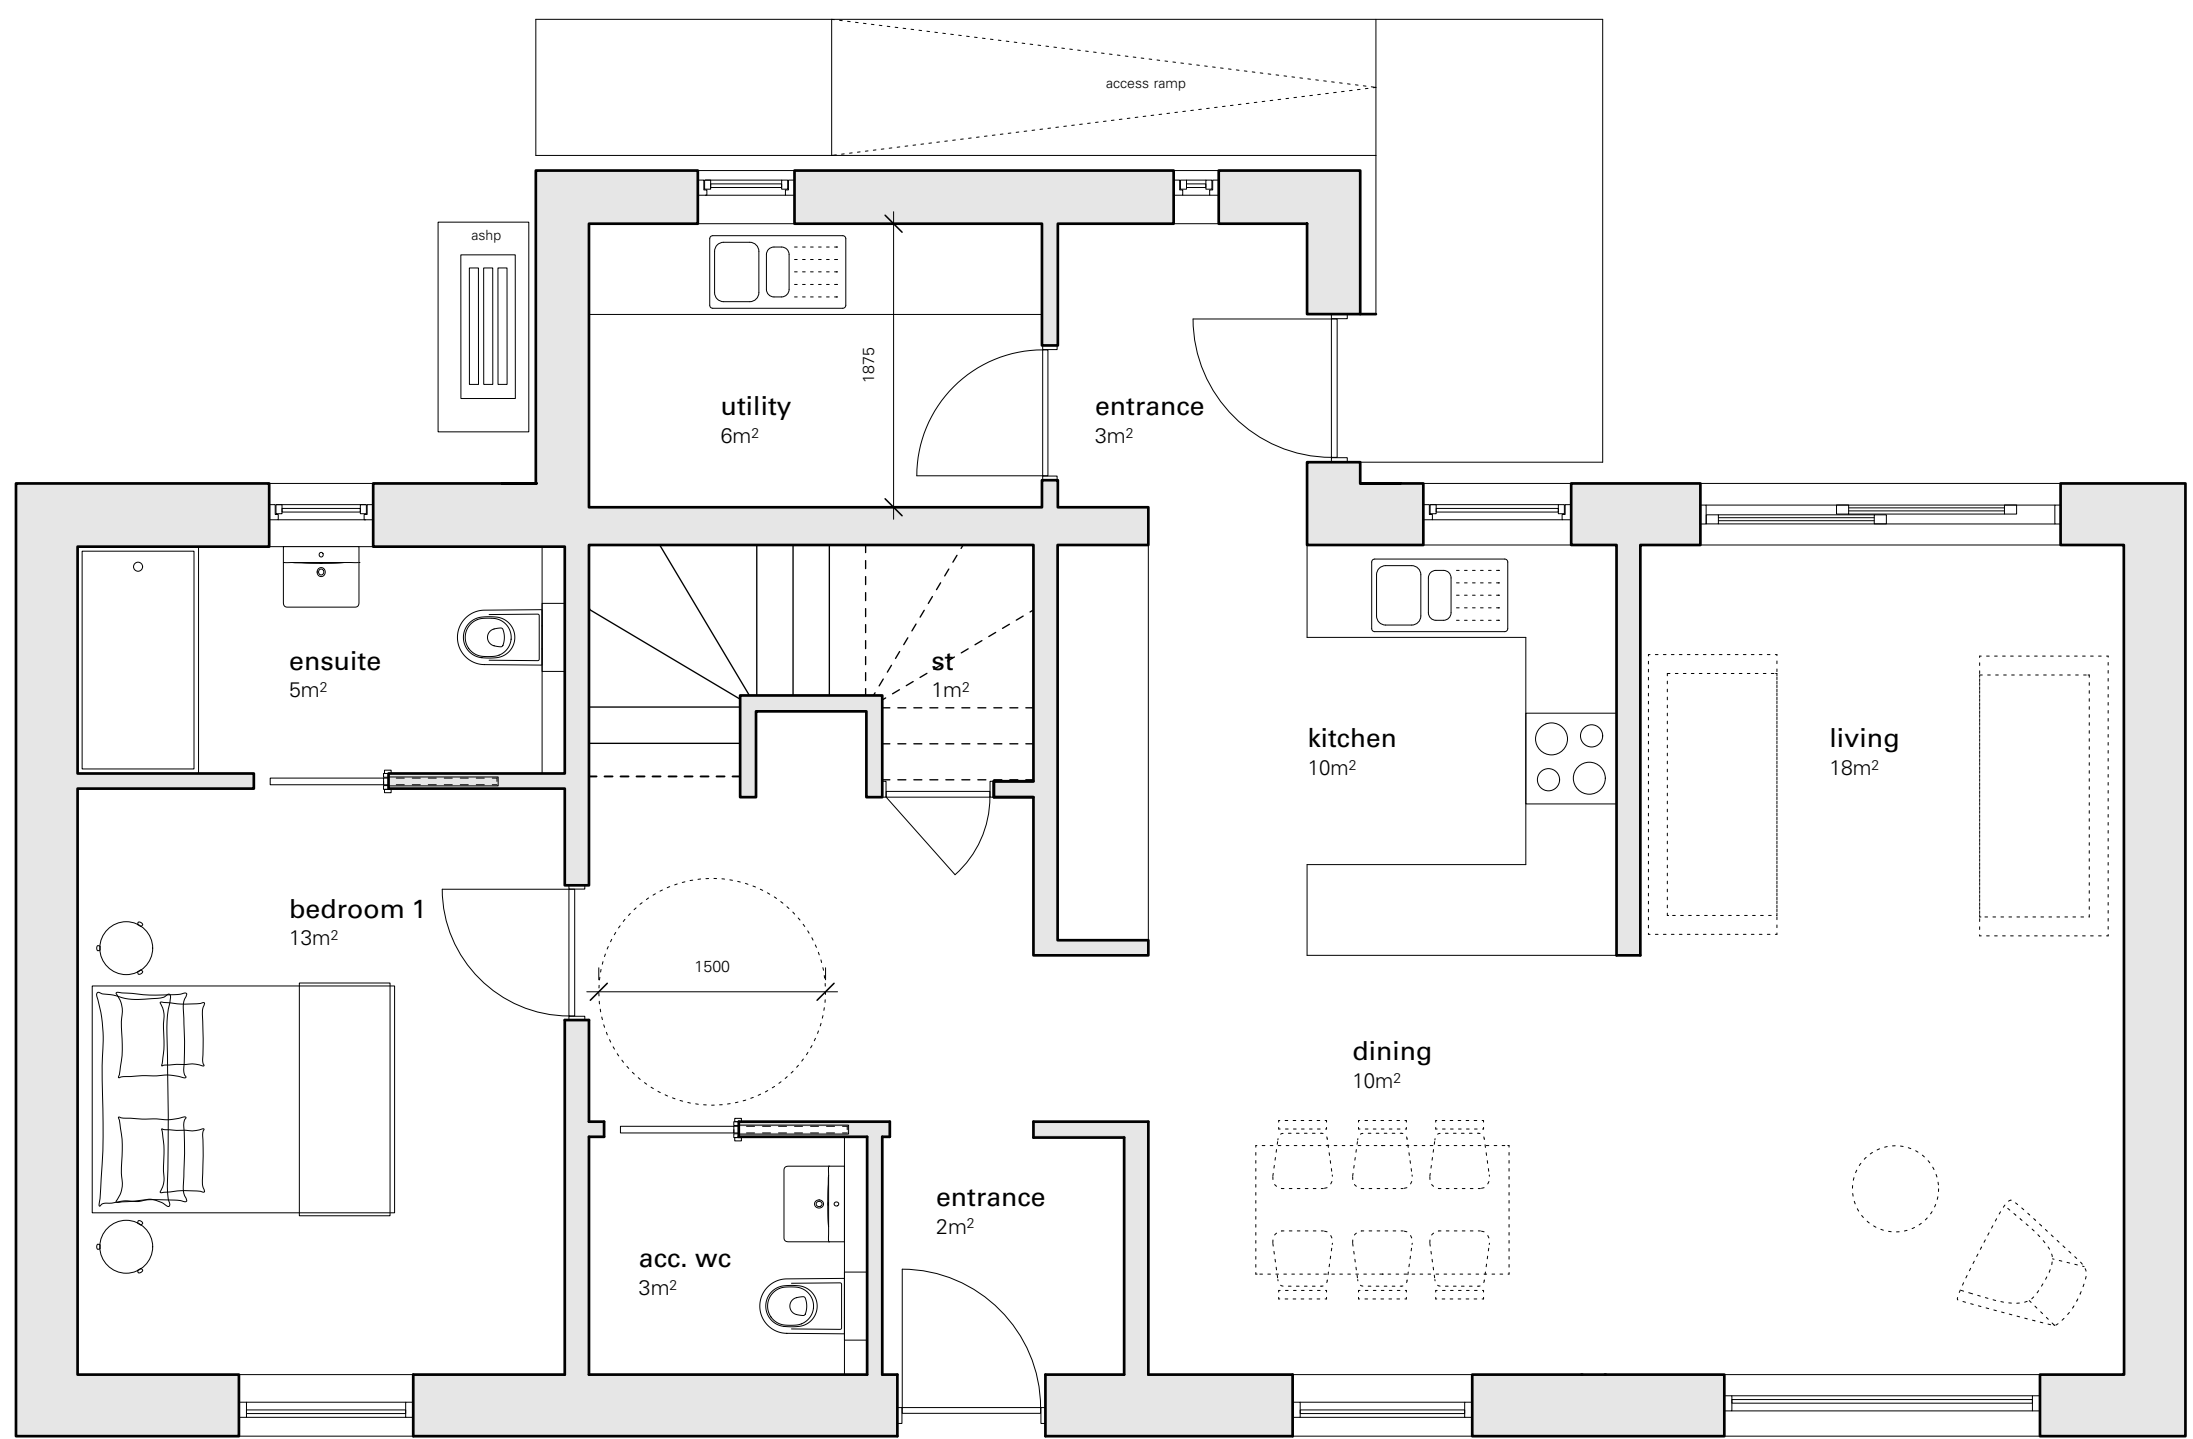 access ramp
ashp
1875
utility
6m²
entrance
3m²
ensuite
5m²
st
1m²
kitchen
10m²
living
18m²
bedroom 1
13m²
1500
dining
10m²
entrance
2m²
acc. wc
3m²